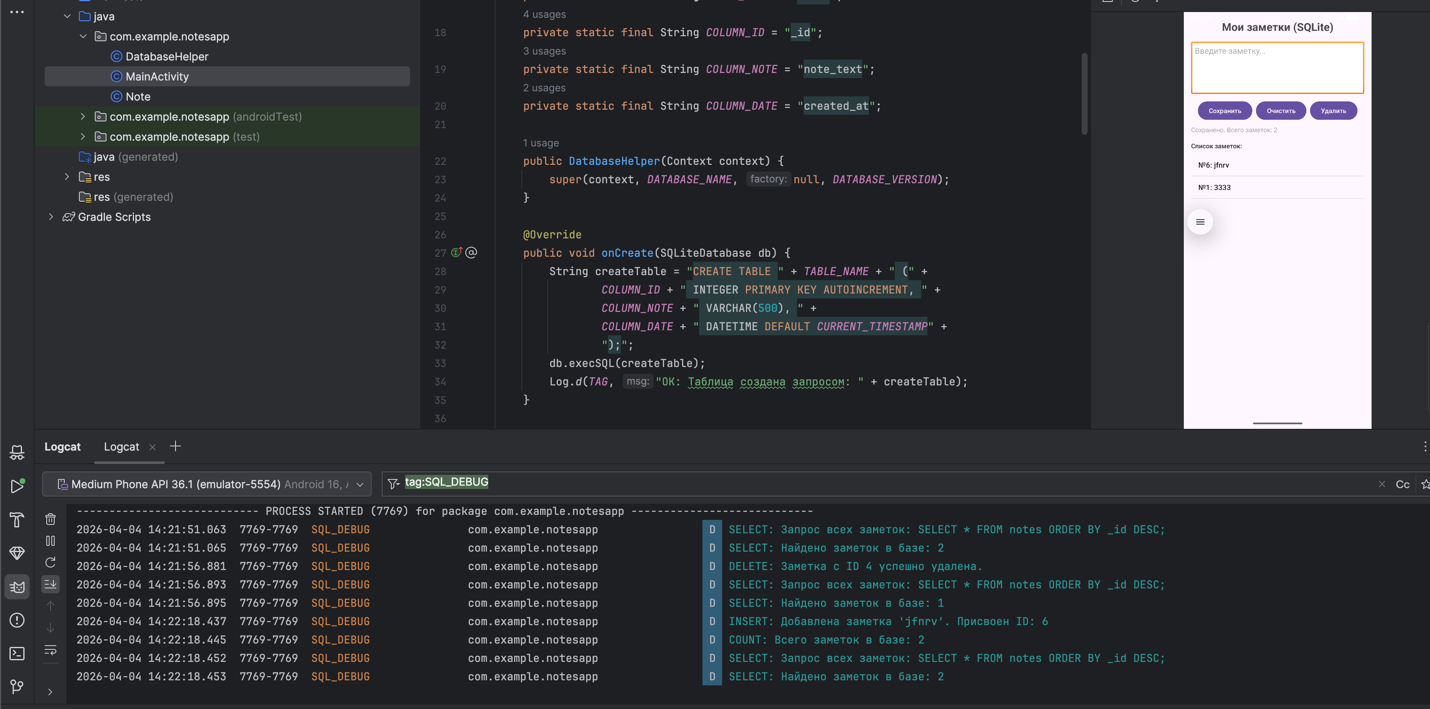 java
com.example.notesapp
DatabaseHelper
MainActivity
Note
com.example.notesapp (androidTest)
com.example.notesapp (test)
java (generated)
res
res (generated)
Gradle Scripts
4 usages
18 private static final String COLUMN_ID = "_id";
3 usages
19 private static final String COLUMN_NOTE = "note_text";
2 usages
20 private static final String COLUMN_DATE = "created_at";
21
1 usage
22 public DatabaseHelper(Context context) {
23 super(context, DATABASE_NAME, factory: null, DATABASE_VERSION);
24 }
25
26 @Override
27 public void onCreate(SQLiteDatabase db) {
28 String createTable = "CREATE TABLE " + TABLE_NAME + " (" +
29 COLUMN_ID + " INTEGER PRIMARY KEY AUTOINCREMENT, " +
30 COLUMN_NOTE + " VARCHAR(500), " +
31 COLUMN_DATE + " DATETIME DEFAULT CURRENT_TIMESTAMP" +
32 ");";
33 db.execSQL(createTable);
34 Log.d(TAG, msg: "ОК: Таблица создана запросом: " + createTable);
35 }
36
Мои заметки (SQLite)
Введите заметку...
Сохранить Очистить Удалить
Сохранено. Всего заметок: 2
Список заметок:
№6: jfnrv
№1: 3333
Logcat Logcat
Medium Phone API 36.1 (emulator-5554) Android 16, tag:SQL_DEBUG Cc
---------------------------- PROCESS STARTED (7769) for package com.example.notesapp ----------------------------
2026-04-04 14:21:51.063 7769-7769 SQL_DEBUG com.example.notesapp D SELECT: Запрос всех заметок: SELECT * FROM notes ORDER BY _id DESC;
2026-04-04 14:21:51.065 7769-7769 SQL_DEBUG com.example.notesapp D SELECT: Найдено заметок в базе: 2
2026-04-04 14:21:56.881 7769-7769 SQL_DEBUG com.example.notesapp D DELETE: Заметка с ID 4 успешно удалена.
2026-04-04 14:21:56.893 7769-7769 SQL_DEBUG com.example.notesapp D SELECT: Запрос всех заметок: SELECT * FROM notes ORDER BY _id DESC;
2026-04-04 14:21:56.895 7769-7769 SQL_DEBUG com.example.notesapp D SELECT: Найдено заметок в базе: 1
2026-04-04 14:22:18.437 7769-7769 SQL_DEBUG com.example.notesapp D INSERT: Добавлена заметка 'jfnrv'. Присвоен ID: 6
2026-04-04 14:22:18.445 7769-7769 SQL_DEBUG com.example.notesapp D COUNT: Всего заметок в базе: 2
2026-04-04 14:22:18.452 7769-7769 SQL_DEBUG com.example.notesapp D SELECT: Запрос всех заметок: SELECT * FROM notes ORDER BY _id DESC;
2026-04-04 14:22:18.453 7769-7769 SQL_DEBUG com.example.notesapp D SELECT: Найдено заметок в базе: 2